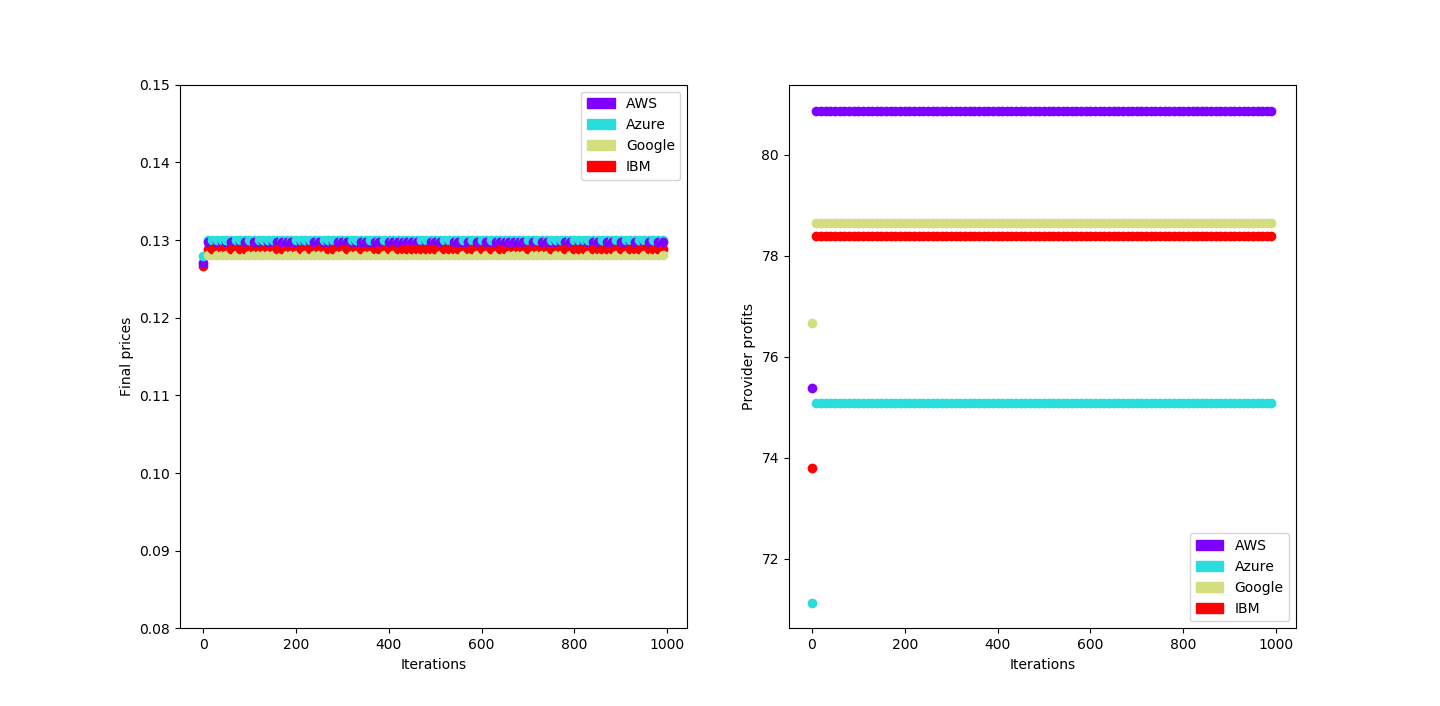 0.15
0.14
0.13
0.12
0.11
0.10
0.09
0.08
Final prices
0 200 400 600 800 1000
Iterations
AWS
Azure
Google
IBM
80
78
76
74
72
Provider profits
0 200 400 600 800 1000
Iterations
AWS
Azure
Google
IBM